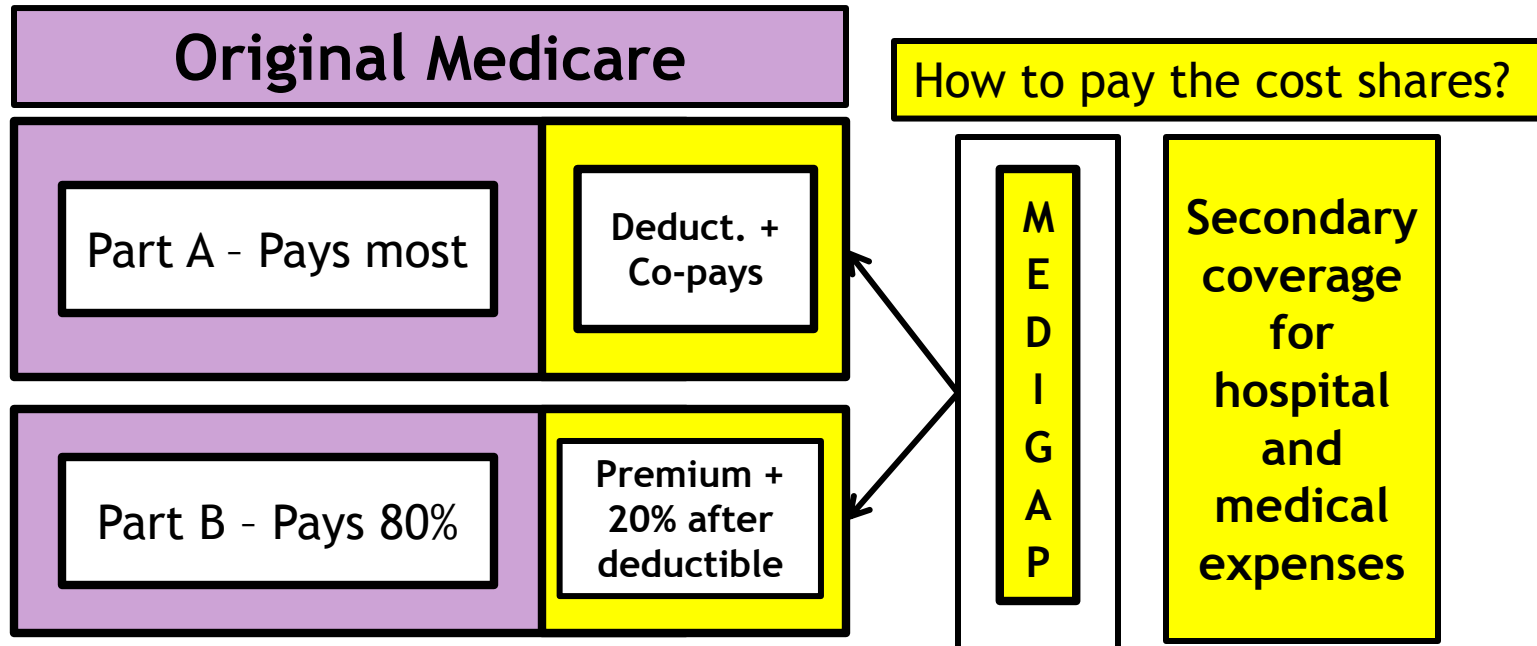 Original Medicare
How to pay the cost shares?
Part A – Pays most
Deduct. +
Co-pays
Part B – Pays 80%
Premium +
20% after
deductible
M
E
D
I
G
A
P
Secondary
coverage
for
hospital
and
medical
expenses